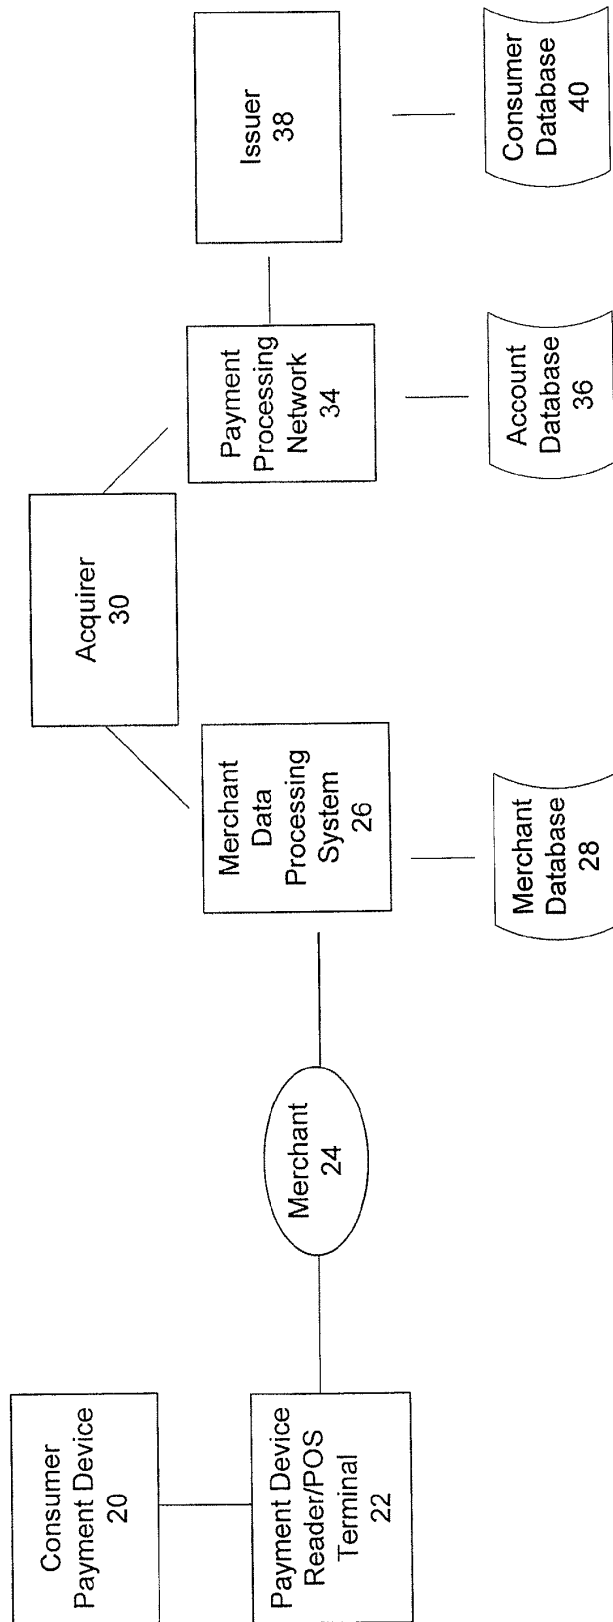 Consumer
Payment Device
20
Payment Device
Reader/POS
Terminal
22
Merchant
24
Merchant
Data
Processing
System
26
Merchant
Database
28
Acquirer
30
Payment
Processing
Network
34
Account
Database
36
Issuer
38
Consumer
Database
40